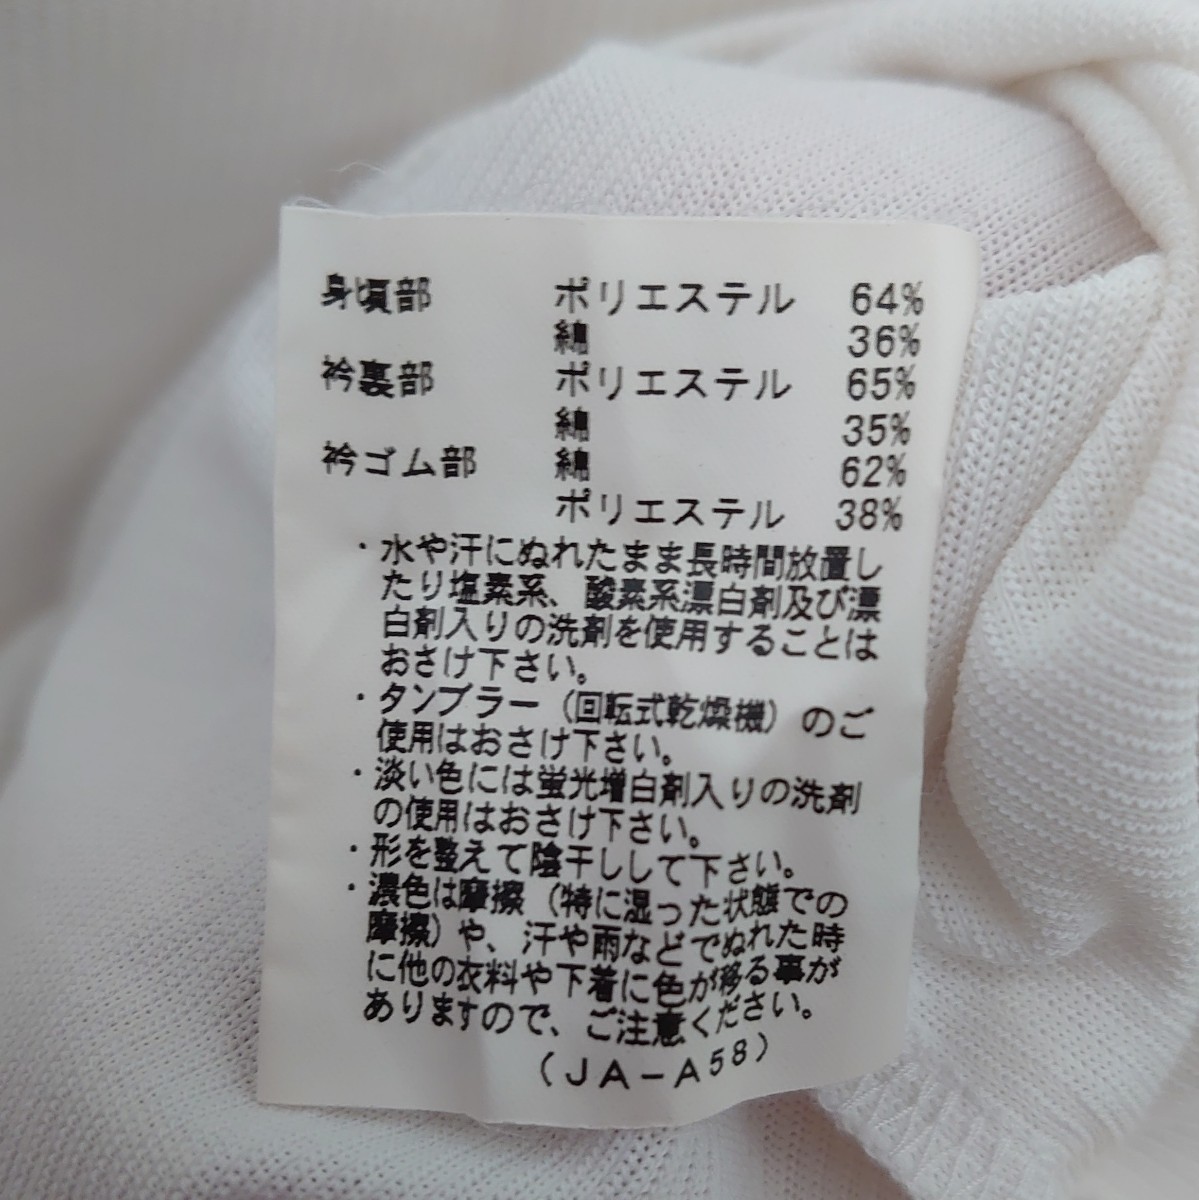 身頃部 ポリエステル 64%
綿 36%
衿裏部 ポリエステル 65%
綿 35%
衿ゴム部 綿 62%
ポリエステル 38%
・水や汗にぬれたまま長時間放置し
たり塩素系、酸素系漂白剤及び漂
白剤入りの洗剤を使用することは
おさけ下さい。
・タンブラー（回転式乾燥機）のご
使用はおさけ下さい。
・淡い色には蛍光増白剤入りの洗剤
の使用はおさけ下さい。
・形を整えて陰干しして下さい。
・濃色は摩擦（特に湿った状態での
摩擦）や、汗や雨などでぬれた時
に他の衣料や下着に色が移る事が
ありますので、ご注意ください。
（JA-A58）